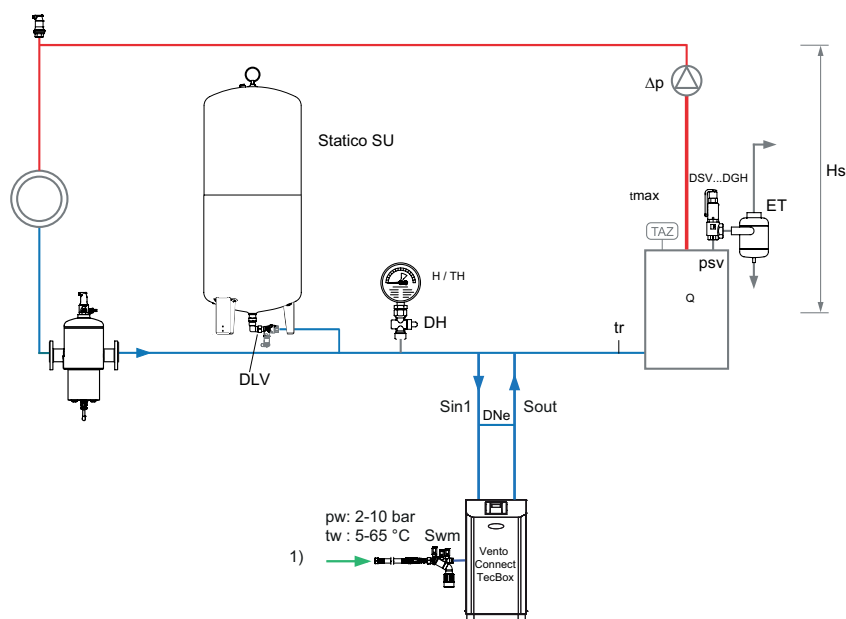 Δp
Hs
Statico SU
DSV...DGH
ET
tmax
TAZ
psv
Q
H / TH
DH
tr
DLV
Sin1
Sout
DNe
pw: 2-10 bar
tw : 5-65 °C
Swm
1)
Vento
Connect
TecBox